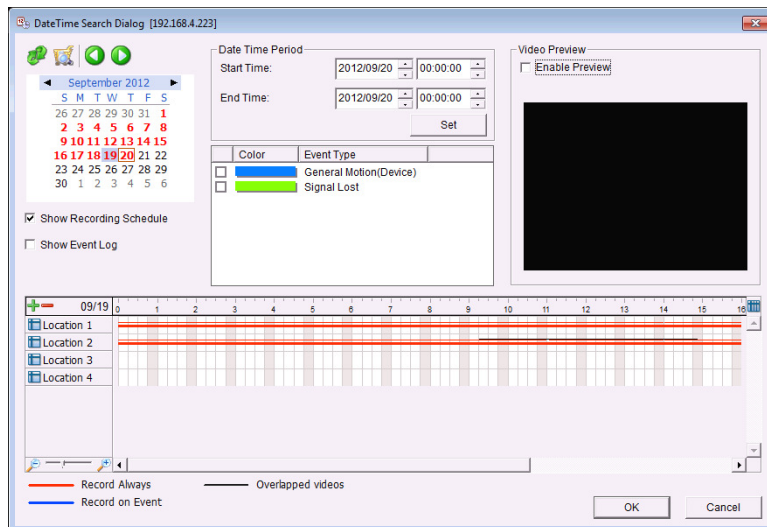 DateTime Search Dialog [192.168.4.223]
September 2012
S M T W T F S
26 27 28 29 30 31 1
2 3 4 5 6 7 8
9 10 11 12 13 14 15
16 17 18 19 20 21 22
23 24 25 26 27 28 29
30 1 2 3 4 5 6
Show Recording Schedule
Show Event Log
Date Time Period
Start Time: 2012/09/20 00:00:00
End Time: 2012/09/20 00:00:00
Set
Color Event Type
General Motion(Device)
Signal Lost
Video Preview
Enable Preview
09/19 0 1 2 3 4 5 6 7 8 9 10 11 12 13 14 15 16
Location 1
Location 2
Location 3
Location 4
Record Always Overlapped videos
Record on Event
OK Cancel